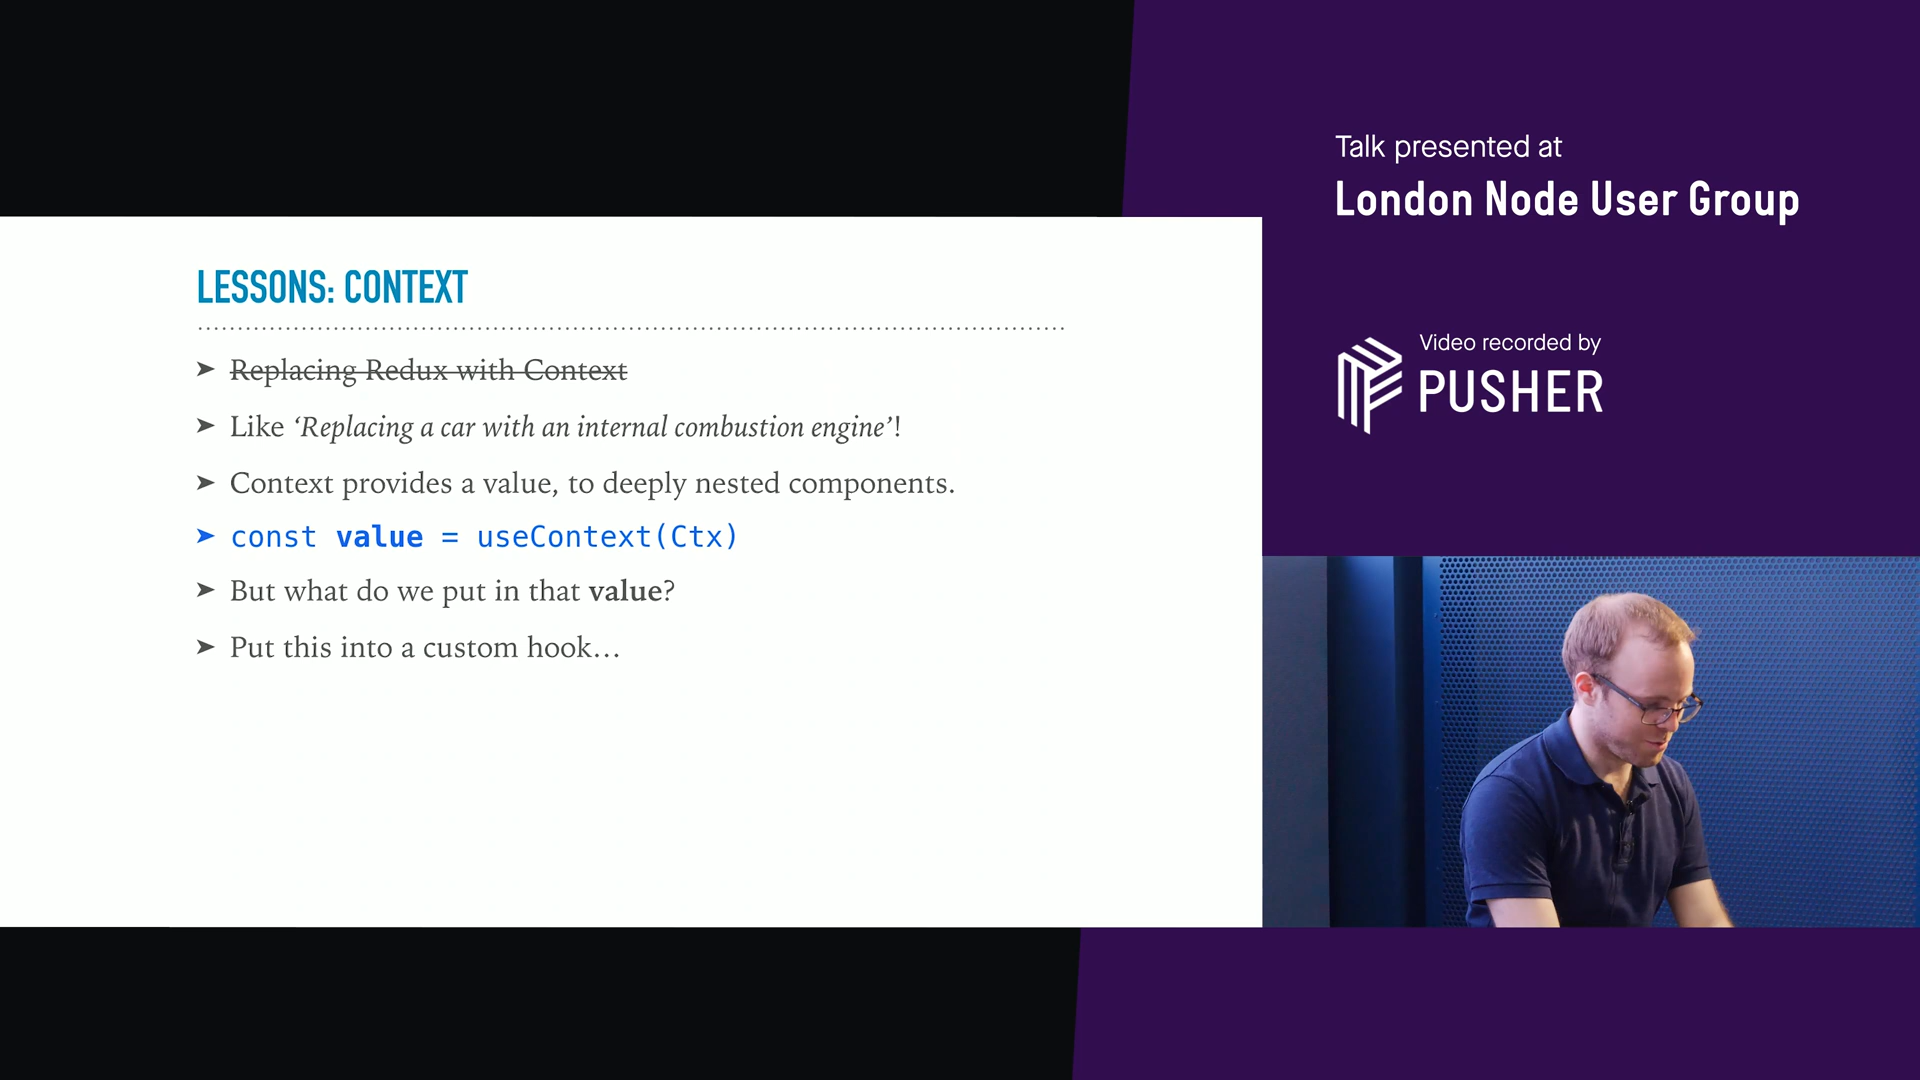 Talk presented at
London Node User Group
Video recorded by
PUSHER
LESSONS: CONTEXT
➤ Replacing Redux with Context
➤ Like ‘Replacing a car with an internal combustion engine’!
➤ Context provides a value, to deeply nested components.
➤ const value = useContext(Ctx)
➤ But what do we put in that value?
➤ Put this into a custom hook…